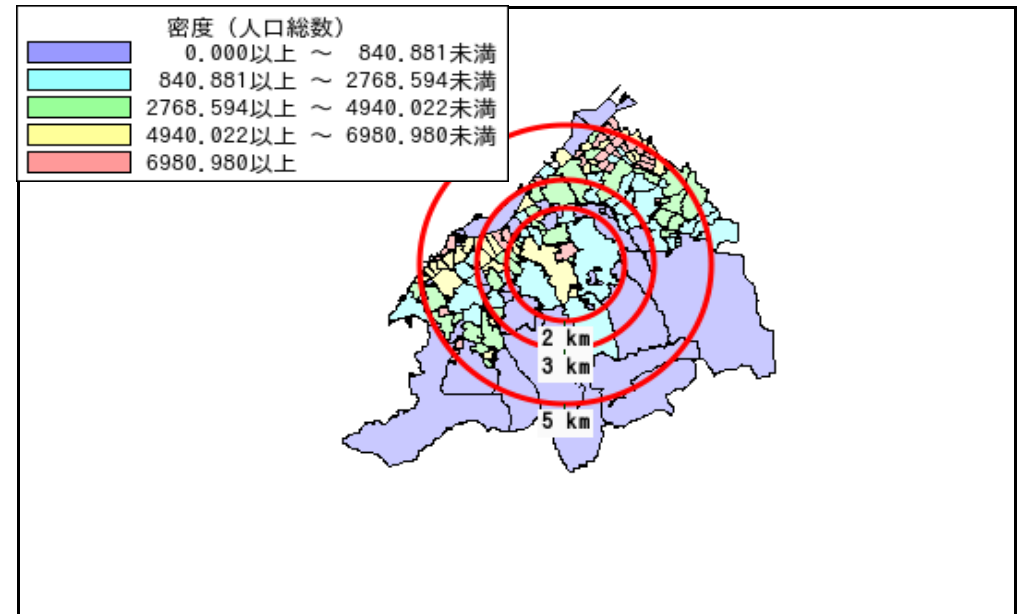 密度（人口総数）
0.000以上 ～ 840.881未満
840.881以上 ～ 2768.594未満
2768.594以上 ～ 4940.022未満
4940.022以上 ～ 6980.980未満
6980.980以上
2 km
3 km
5 km